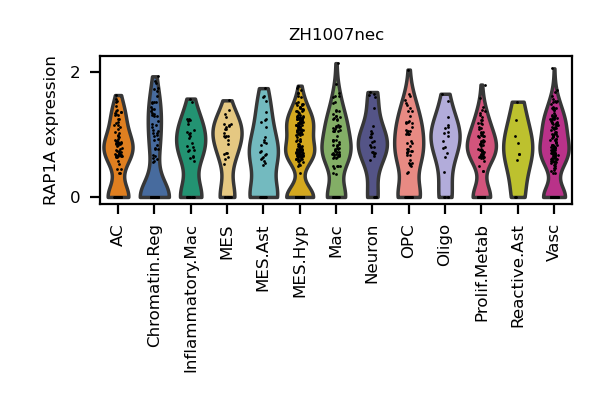 ZH1007nec
RAP1A expression
2
0
AC
Chromatin.Reg
Inflammatory.Mac
MES
MES.Ast
MES.Hyp
Mac
Neuron
OPC
Oligo
Prolif.Metab
Reactive.Ast
Vasc